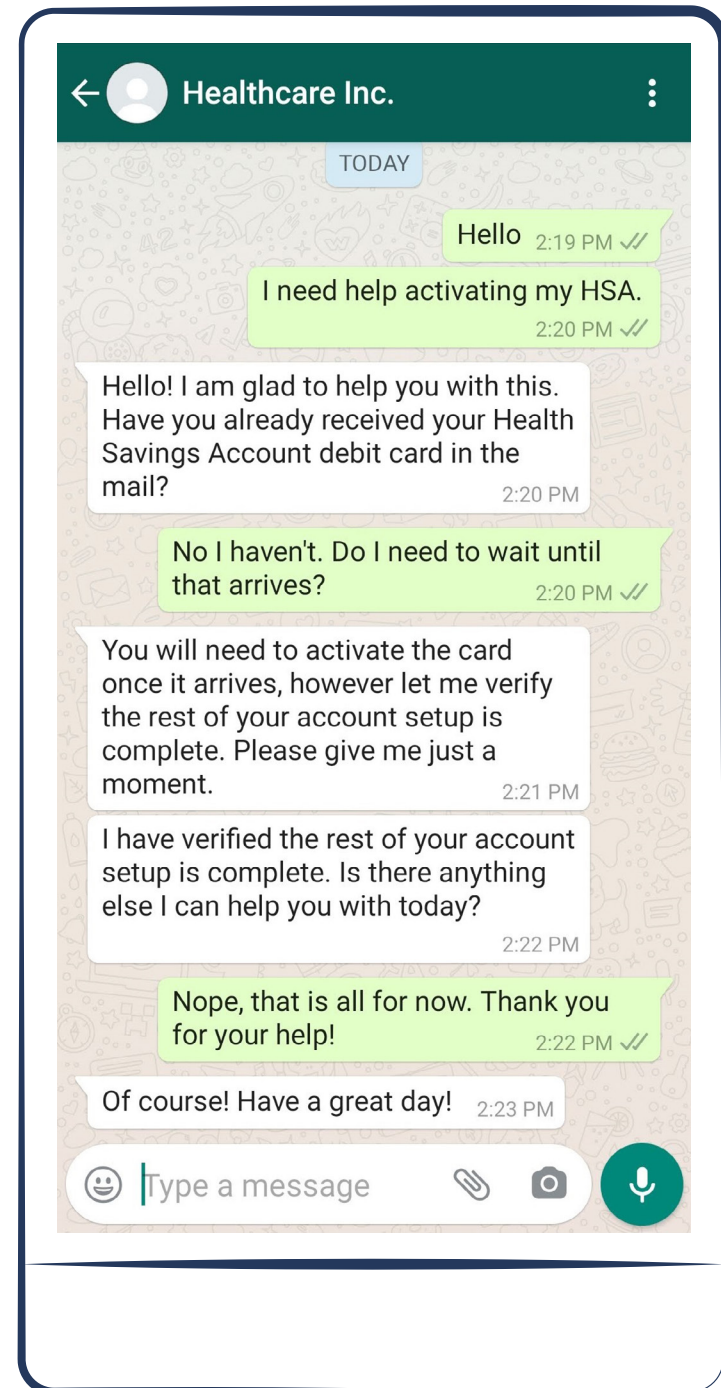 Healthcare Inc.
TODAY
Hello 2:19 PM
I need help activating my HSA.
2:20 PM
Hello! I am glad to help you with this.
Have you already received your Health
Savings Account debit card in the
mail? 2:20 PM
No I haven't. Do I need to wait until
that arrives? 2:20 PM
You will need to activate the card
once it arrives, however let me verify
the rest of your account setup is
complete. Please give me just a
moment. 2:21 PM
I have verified the rest of your account
setup is complete. Is there anything
else I can help you with today?
2:22 PM
Nope, that is all for now. Thank you
for your help! 2:22 PM
Of course! Have a great day! 2:23 PM
Type a message